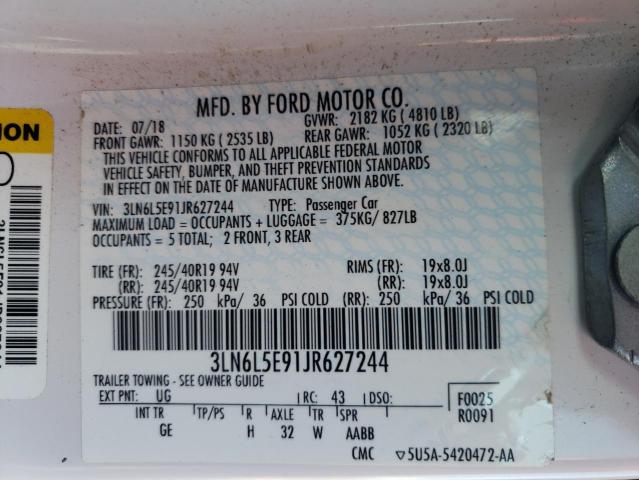 MFD. BY FORD MOTOR CO.
DATE: 07/18 GVWR: 2182 KG ( 4810 LB)
FRONT GAWR: 1150 KG ( 2535 LB) REAR GAWR: 1052 KG ( 2320 LB)
THIS VEHICLE CONFORMS TO ALL APPLICABLE FEDERAL MOTOR
VEHICLE SAFETY, BUMPER, AND THEFT PREVENTION STANDARDS
IN EFFECT ON THE DATE OF MANUFACTURE SHOWN ABOVE.
VIN: 3LN6L5E91JR627244 TYPE: Passenger Car
MAXIMUM LOAD = OCCUPANTS + LUGGAGE = 375KG/ 827LB
OCCUPANTS = 5 TOTAL; 2 FRONT, 3 REAR
TIRE (FR): 245/40R19 94V RIMS (FR): 19x8.0J
(RR): 245/40R19 94V (RR): 19x8.0J
PRESSURE (FR): 250 kPa/ 36 PSI COLD (RR): 250 kPa/ 36 PSI COLD
3LN6L5E91JR627244
TRAILER TOWING - SEE OWNER GUIDE
EXT PNT: UG RC: 43 DSO: F0025
INT TR TP/PS R AXLE TR SPR R0091
GE H 32 W AABB
CMC ▽5U5A-5420472-AA